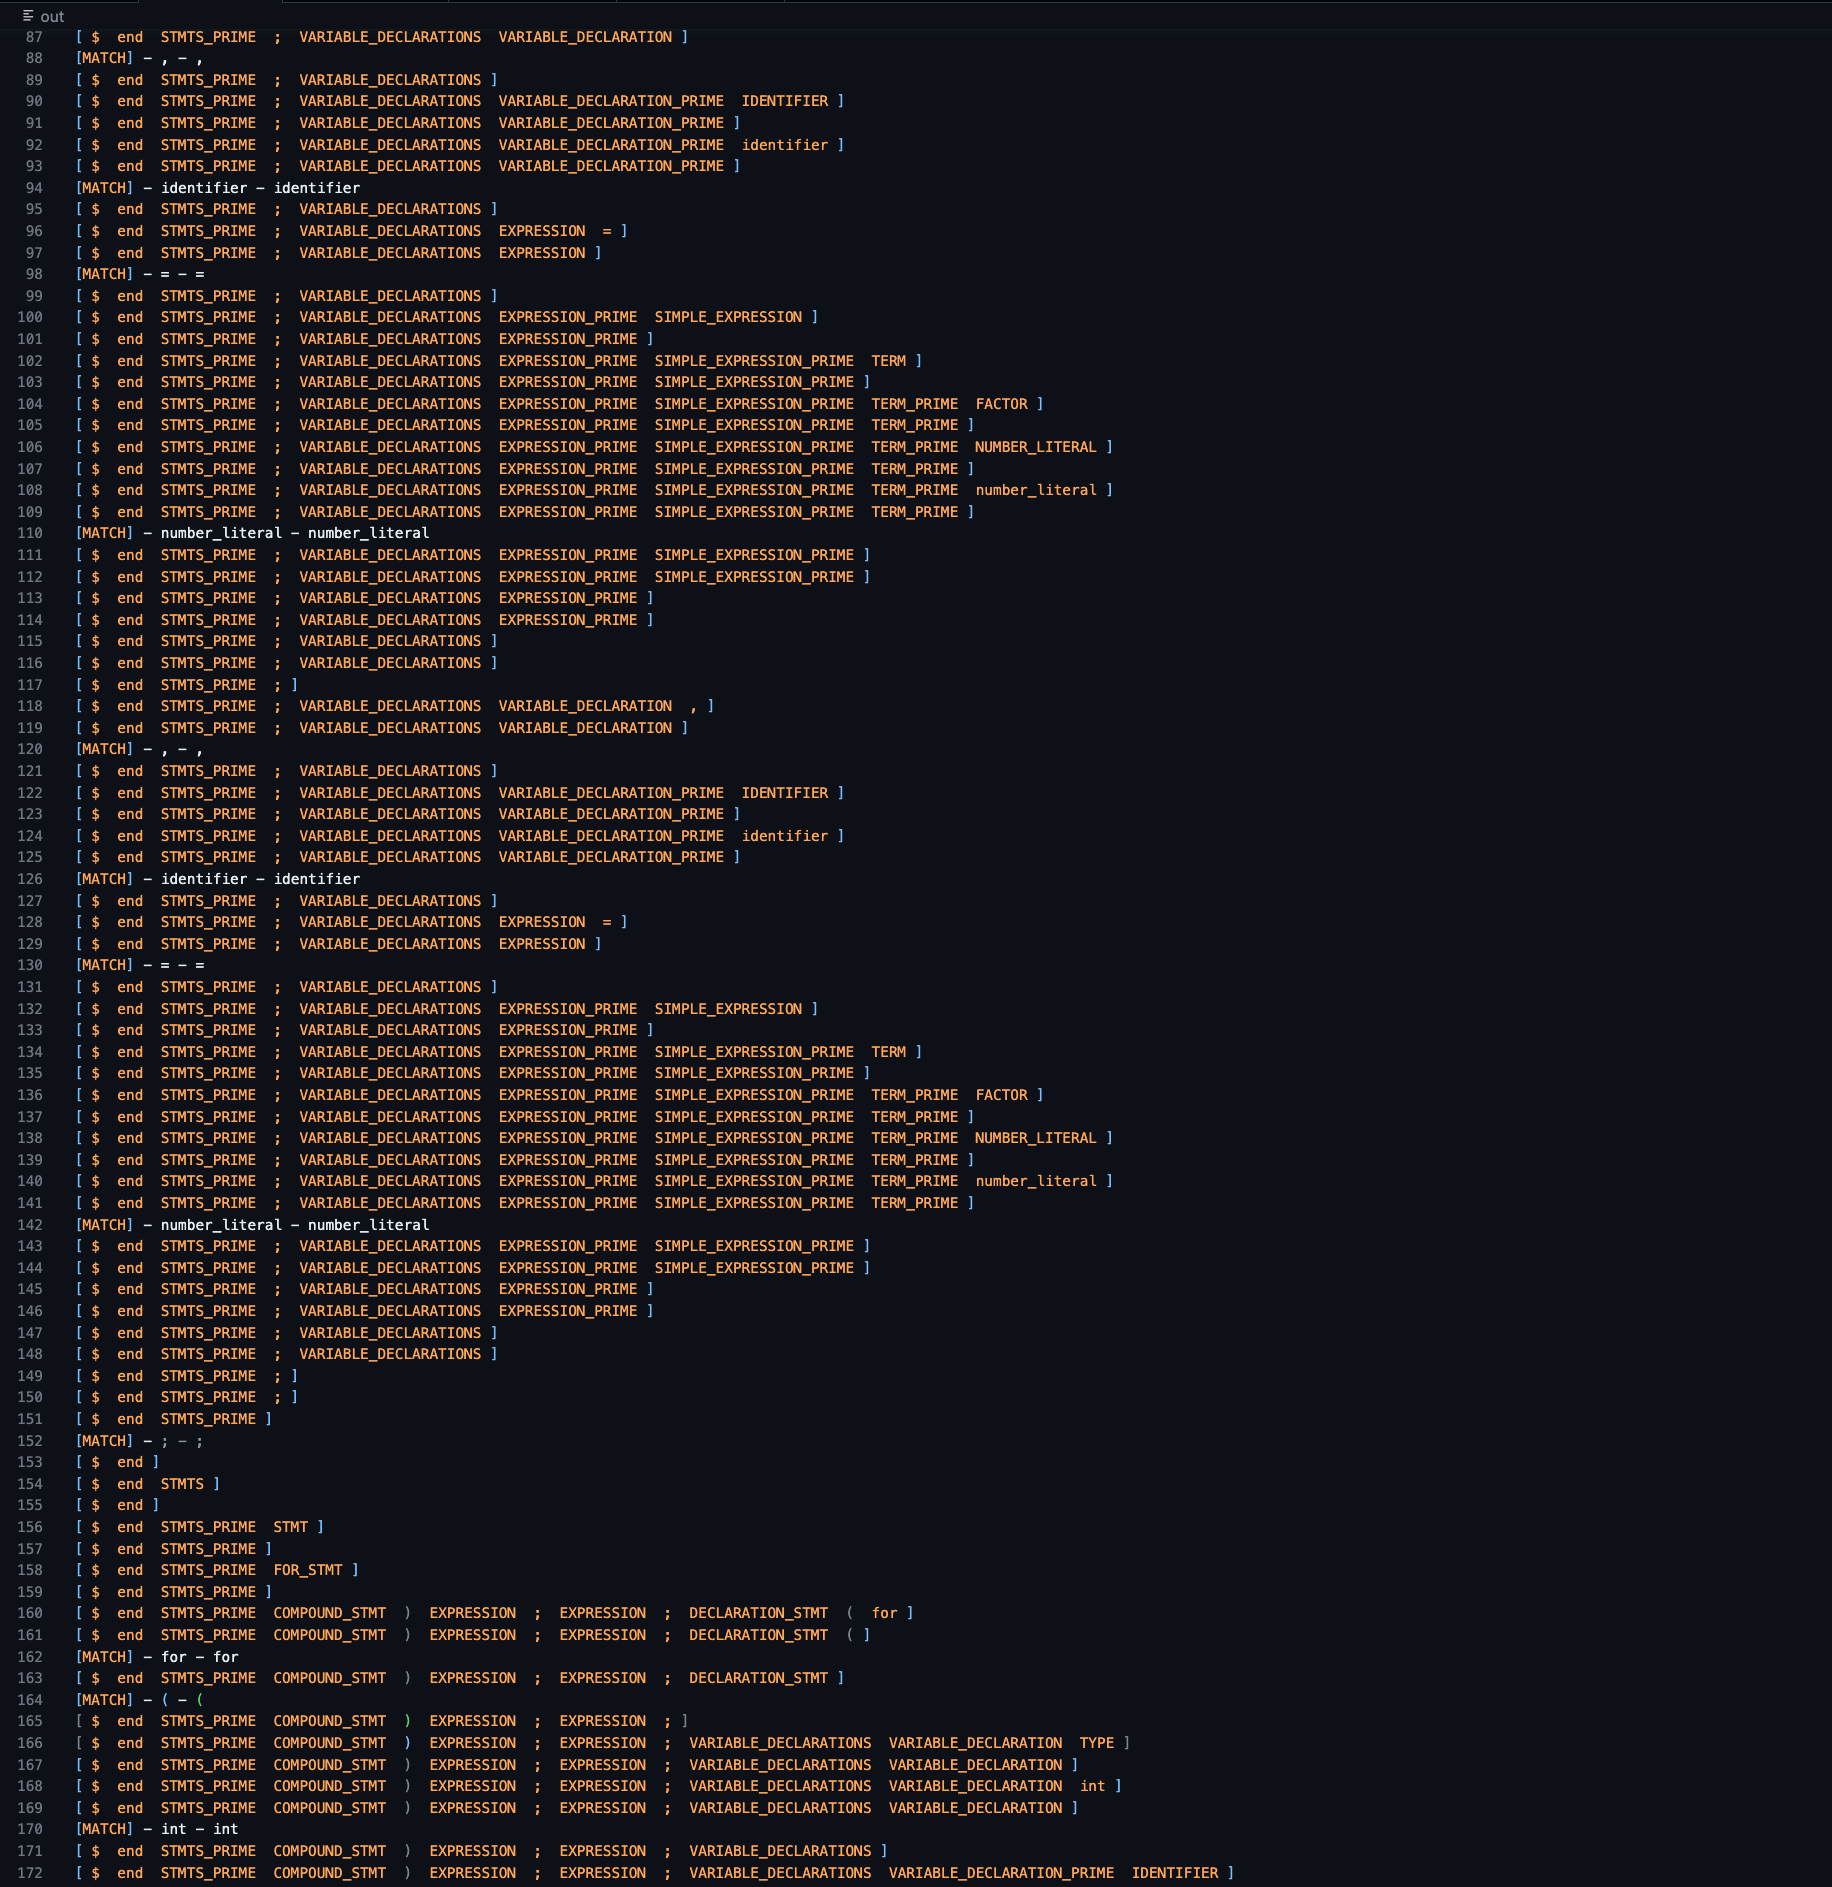 out
87 [ $ end STMTS_PRIME ; VARIABLE_DECLARATIONS VARIABLE_DECLARATION ]
88 [MATCH] – , – ,
89 [ $ end STMTS_PRIME ; VARIABLE_DECLARATIONS ]
90 [ $ end STMTS_PRIME ; VARIABLE_DECLARATIONS VARIABLE_DECLARATION_PRIME IDENTIFIER ]
91 [ $ end STMTS_PRIME ; VARIABLE_DECLARATIONS VARIABLE_DECLARATION_PRIME ]
92 [ $ end STMTS_PRIME ; VARIABLE_DECLARATIONS VARIABLE_DECLARATION_PRIME identifier ]
93 [ $ end STMTS_PRIME ; VARIABLE_DECLARATIONS VARIABLE_DECLARATION_PRIME ]
94 [MATCH] – identifier – identifier
95 [ $ end STMTS_PRIME ; VARIABLE_DECLARATIONS ]
96 [ $ end STMTS_PRIME ; VARIABLE_DECLARATIONS EXPRESSION = ]
97 [ $ end STMTS_PRIME ; VARIABLE_DECLARATIONS EXPRESSION ]
98 [MATCH] – = – =
99 [ $ end STMTS_PRIME ; VARIABLE_DECLARATIONS ]
100 [ $ end STMTS_PRIME ; VARIABLE_DECLARATIONS EXPRESSION_PRIME SIMPLE_EXPRESSION ]
101 [ $ end STMTS_PRIME ; VARIABLE_DECLARATIONS EXPRESSION_PRIME ]
102 [ $ end STMTS_PRIME ; VARIABLE_DECLARATIONS EXPRESSION_PRIME SIMPLE_EXPRESSION_PRIME TERM ]
103 [ $ end STMTS_PRIME ; VARIABLE_DECLARATIONS EXPRESSION_PRIME SIMPLE_EXPRESSION_PRIME ]
104 [ $ end STMTS_PRIME ; VARIABLE_DECLARATIONS EXPRESSION_PRIME SIMPLE_EXPRESSION_PRIME TERM_PRIME FACTOR ]
105 [ $ end STMTS_PRIME ; VARIABLE_DECLARATIONS EXPRESSION_PRIME SIMPLE_EXPRESSION_PRIME TERM_PRIME ]
106 [ $ end STMTS_PRIME ; VARIABLE_DECLARATIONS EXPRESSION_PRIME SIMPLE_EXPRESSION_PRIME TERM_PRIME NUMBER_LITERAL ]
107 [ $ end STMTS_PRIME ; VARIABLE_DECLARATIONS EXPRESSION_PRIME SIMPLE_EXPRESSION_PRIME TERM_PRIME ]
108 [ $ end STMTS_PRIME ; VARIABLE_DECLARATIONS EXPRESSION_PRIME SIMPLE_EXPRESSION_PRIME TERM_PRIME number_literal ]
109 [ $ end STMTS_PRIME ; VARIABLE_DECLARATIONS EXPRESSION_PRIME SIMPLE_EXPRESSION_PRIME TERM_PRIME ]
110 [MATCH] – number_literal – number_literal
111 [ $ end STMTS_PRIME ; VARIABLE_DECLARATIONS EXPRESSION_PRIME SIMPLE_EXPRESSION_PRIME ]
112 [ $ end STMTS_PRIME ; VARIABLE_DECLARATIONS EXPRESSION_PRIME SIMPLE_EXPRESSION_PRIME ]
113 [ $ end STMTS_PRIME ; VARIABLE_DECLARATIONS EXPRESSION_PRIME ]
114 [ $ end STMTS_PRIME ; VARIABLE_DECLARATIONS EXPRESSION_PRIME ]
115 [ $ end STMTS_PRIME ; VARIABLE_DECLARATIONS ]
116 [ $ end STMTS_PRIME ; VARIABLE_DECLARATIONS ]
117 [ $ end STMTS_PRIME ; ]
118 [ $ end STMTS_PRIME ; VARIABLE_DECLARATIONS VARIABLE_DECLARATION , ]
119 [ $ end STMTS_PRIME ; VARIABLE_DECLARATIONS VARIABLE_DECLARATION ]
120 [MATCH] – , – ,
121 [ $ end STMTS_PRIME ; VARIABLE_DECLARATIONS ]
122 [ $ end STMTS_PRIME ; VARIABLE_DECLARATIONS VARIABLE_DECLARATION_PRIME IDENTIFIER ]
123 [ $ end STMTS_PRIME ; VARIABLE_DECLARATIONS VARIABLE_DECLARATION_PRIME ]
124 [ $ end STMTS_PRIME ; VARIABLE_DECLARATIONS VARIABLE_DECLARATION_PRIME identifier ]
125 [ $ end STMTS_PRIME ; VARIABLE_DECLARATIONS VARIABLE_DECLARATION_PRIME ]
126 [MATCH] – identifier – identifier
127 [ $ end STMTS_PRIME ; VARIABLE_DECLARATIONS ]
128 [ $ end STMTS_PRIME ; VARIABLE_DECLARATIONS EXPRESSION = ]
129 [ $ end STMTS_PRIME ; VARIABLE_DECLARATIONS EXPRESSION ]
130 [MATCH] – = – =
131 [ $ end STMTS_PRIME ; VARIABLE_DECLARATIONS ]
132 [ $ end STMTS_PRIME ; VARIABLE_DECLARATIONS EXPRESSION_PRIME SIMPLE_EXPRESSION ]
133 [ $ end STMTS_PRIME ; VARIABLE_DECLARATIONS EXPRESSION_PRIME ]
134 [ $ end STMTS_PRIME ; VARIABLE_DECLARATIONS EXPRESSION_PRIME SIMPLE_EXPRESSION_PRIME TERM ]
135 [ $ end STMTS_PRIME ; VARIABLE_DECLARATIONS EXPRESSION_PRIME SIMPLE_EXPRESSION_PRIME ]
136 [ $ end STMTS_PRIME ; VARIABLE_DECLARATIONS EXPRESSION_PRIME SIMPLE_EXPRESSION_PRIME TERM_PRIME FACTOR ]
137 [ $ end STMTS_PRIME ; VARIABLE_DECLARATIONS EXPRESSION_PRIME SIMPLE_EXPRESSION_PRIME TERM_PRIME ]
138 [ $ end STMTS_PRIME ; VARIABLE_DECLARATIONS EXPRESSION_PRIME SIMPLE_EXPRESSION_PRIME TERM_PRIME NUMBER_LITERAL ]
139 [ $ end STMTS_PRIME ; VARIABLE_DECLARATIONS EXPRESSION_PRIME SIMPLE_EXPRESSION_PRIME TERM_PRIME ]
140 [ $ end STMTS_PRIME ; VARIABLE_DECLARATIONS EXPRESSION_PRIME SIMPLE_EXPRESSION_PRIME TERM_PRIME number_literal ]
141 [ $ end STMTS_PRIME ; VARIABLE_DECLARATIONS EXPRESSION_PRIME SIMPLE_EXPRESSION_PRIME TERM_PRIME ]
142 [MATCH] – number_literal – number_literal
143 [ $ end STMTS_PRIME ; VARIABLE_DECLARATIONS EXPRESSION_PRIME SIMPLE_EXPRESSION_PRIME ]
144 [ $ end STMTS_PRIME ; VARIABLE_DECLARATIONS EXPRESSION_PRIME SIMPLE_EXPRESSION_PRIME ]
145 [ $ end STMTS_PRIME ; VARIABLE_DECLARATIONS EXPRESSION_PRIME ]
146 [ $ end STMTS_PRIME ; VARIABLE_DECLARATIONS EXPRESSION_PRIME ]
147 [ $ end STMTS_PRIME ; VARIABLE_DECLARATIONS ]
148 [ $ end STMTS_PRIME ; VARIABLE_DECLARATIONS ]
149 [ $ end STMTS_PRIME ; ]
150 [ $ end STMTS_PRIME ; ]
151 [ $ end STMTS_PRIME ]
152 [MATCH] – ; – ;
153 [ $ end ]
154 [ $ end STMTS ]
155 [ $ end ]
156 [ $ end STMTS_PRIME STMT ]
157 [ $ end STMTS_PRIME ]
158 [ $ end STMTS_PRIME FOR_STMT ]
159 [ $ end STMTS_PRIME ]
160 [ $ end STMTS_PRIME COMPOUND_STMT ) EXPRESSION ; EXPRESSION ; DECLARATION_STMT ( for ]
161 [ $ end STMTS_PRIME COMPOUND_STMT ) EXPRESSION ; EXPRESSION ; DECLARATION_STMT ( ]
162 [MATCH] – for – for
163 [ $ end STMTS_PRIME COMPOUND_STMT ) EXPRESSION ; EXPRESSION ; DECLARATION_STMT ]
164 [MATCH] – ( – (
165 [ $ end STMTS_PRIME COMPOUND_STMT ) EXPRESSION ; EXPRESSION ; ]
166 [ $ end STMTS_PRIME COMPOUND_STMT ) EXPRESSION ; EXPRESSION ; VARIABLE_DECLARATIONS VARIABLE_DECLARATION TYPE ]
167 [ $ end STMTS_PRIME COMPOUND_STMT ) EXPRESSION ; EXPRESSION ; VARIABLE_DECLARATIONS VARIABLE_DECLARATION ]
168 [ $ end STMTS_PRIME COMPOUND_STMT ) EXPRESSION ; EXPRESSION ; VARIABLE_DECLARATIONS VARIABLE_DECLARATION int ]
169 [ $ end STMTS_PRIME COMPOUND_STMT ) EXPRESSION ; EXPRESSION ; VARIABLE_DECLARATIONS VARIABLE_DECLARATION ]
170 [MATCH] – int – int
171 [ $ end STMTS_PRIME COMPOUND_STMT ) EXPRESSION ; EXPRESSION ; VARIABLE_DECLARATIONS ]
172 [ $ end STMTS_PRIME COMPOUND_STMT ) EXPRESSION ; EXPRESSION ; VARIABLE_DECLARATIONS VARIABLE_DECLARATION_PRIME IDENTIFIER ]